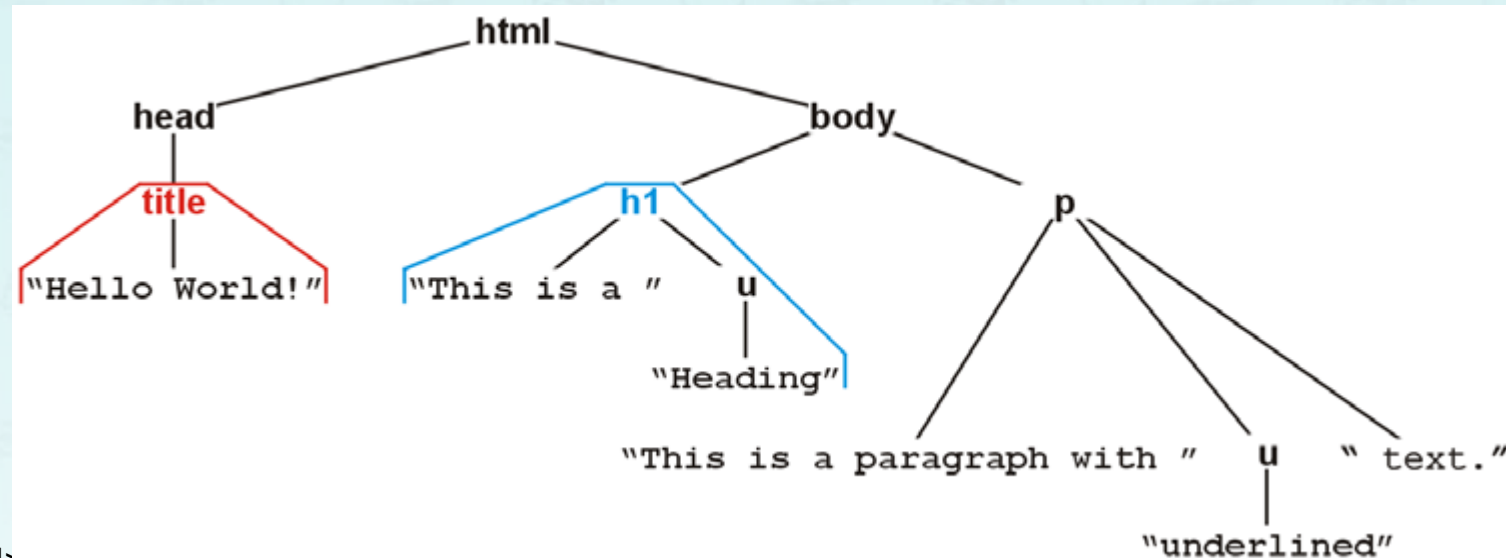 html
head body
title h1 p
“Hello World!” “This is a ” u
“Heading”
“This is a paragraph with ” u “ text.”
“underlined”